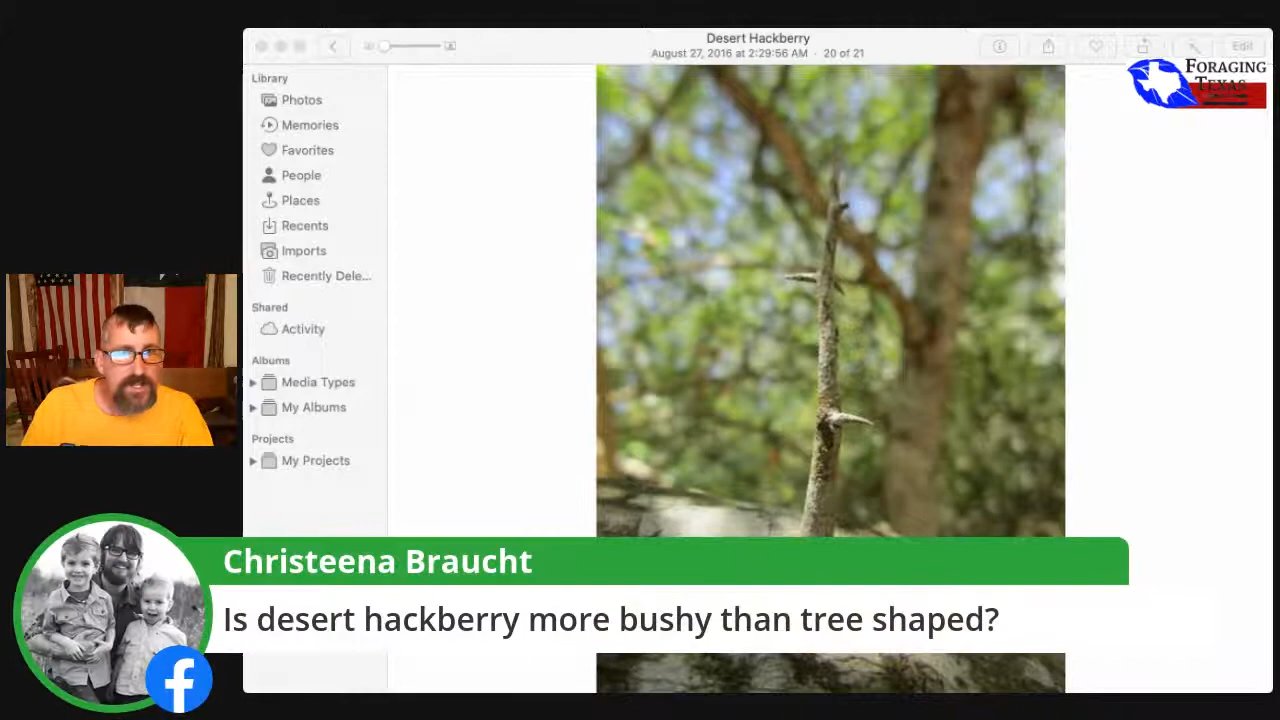 Desert Hackberry
August 27, 2016 at 2:29:56 AM · 20 of 21
Edit
FORAGING
TEXAS
Library
Photos
Memories
Favorites
People
Places
Recents
Imports
Recently Dele...
Shared
Activity
Albums
Media Types
My Albums
Projects
My Projects
Christeena Braucht
Is desert hackberry more bushy than tree shaped?